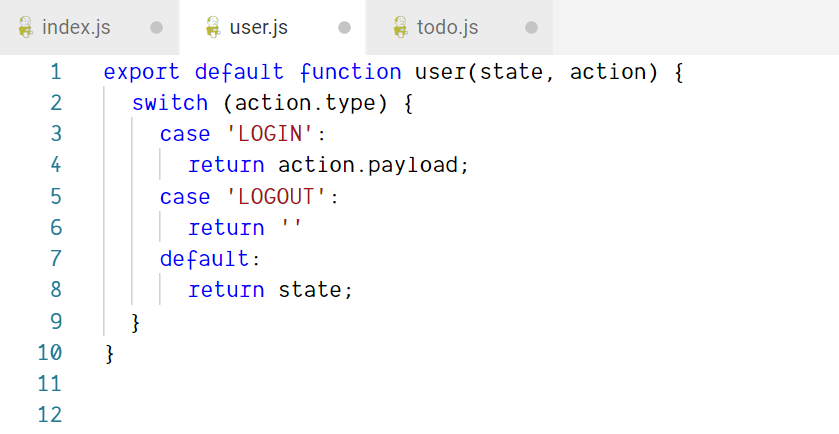 index.js user.js todo.js
1 export default function user(state, action) {
2 switch (action.type) {
3 case 'LOGIN':
4 return action.payload;
5 case 'LOGOUT':
6 return ''
7 default:
8 return state;
9 }
10 }
11
12